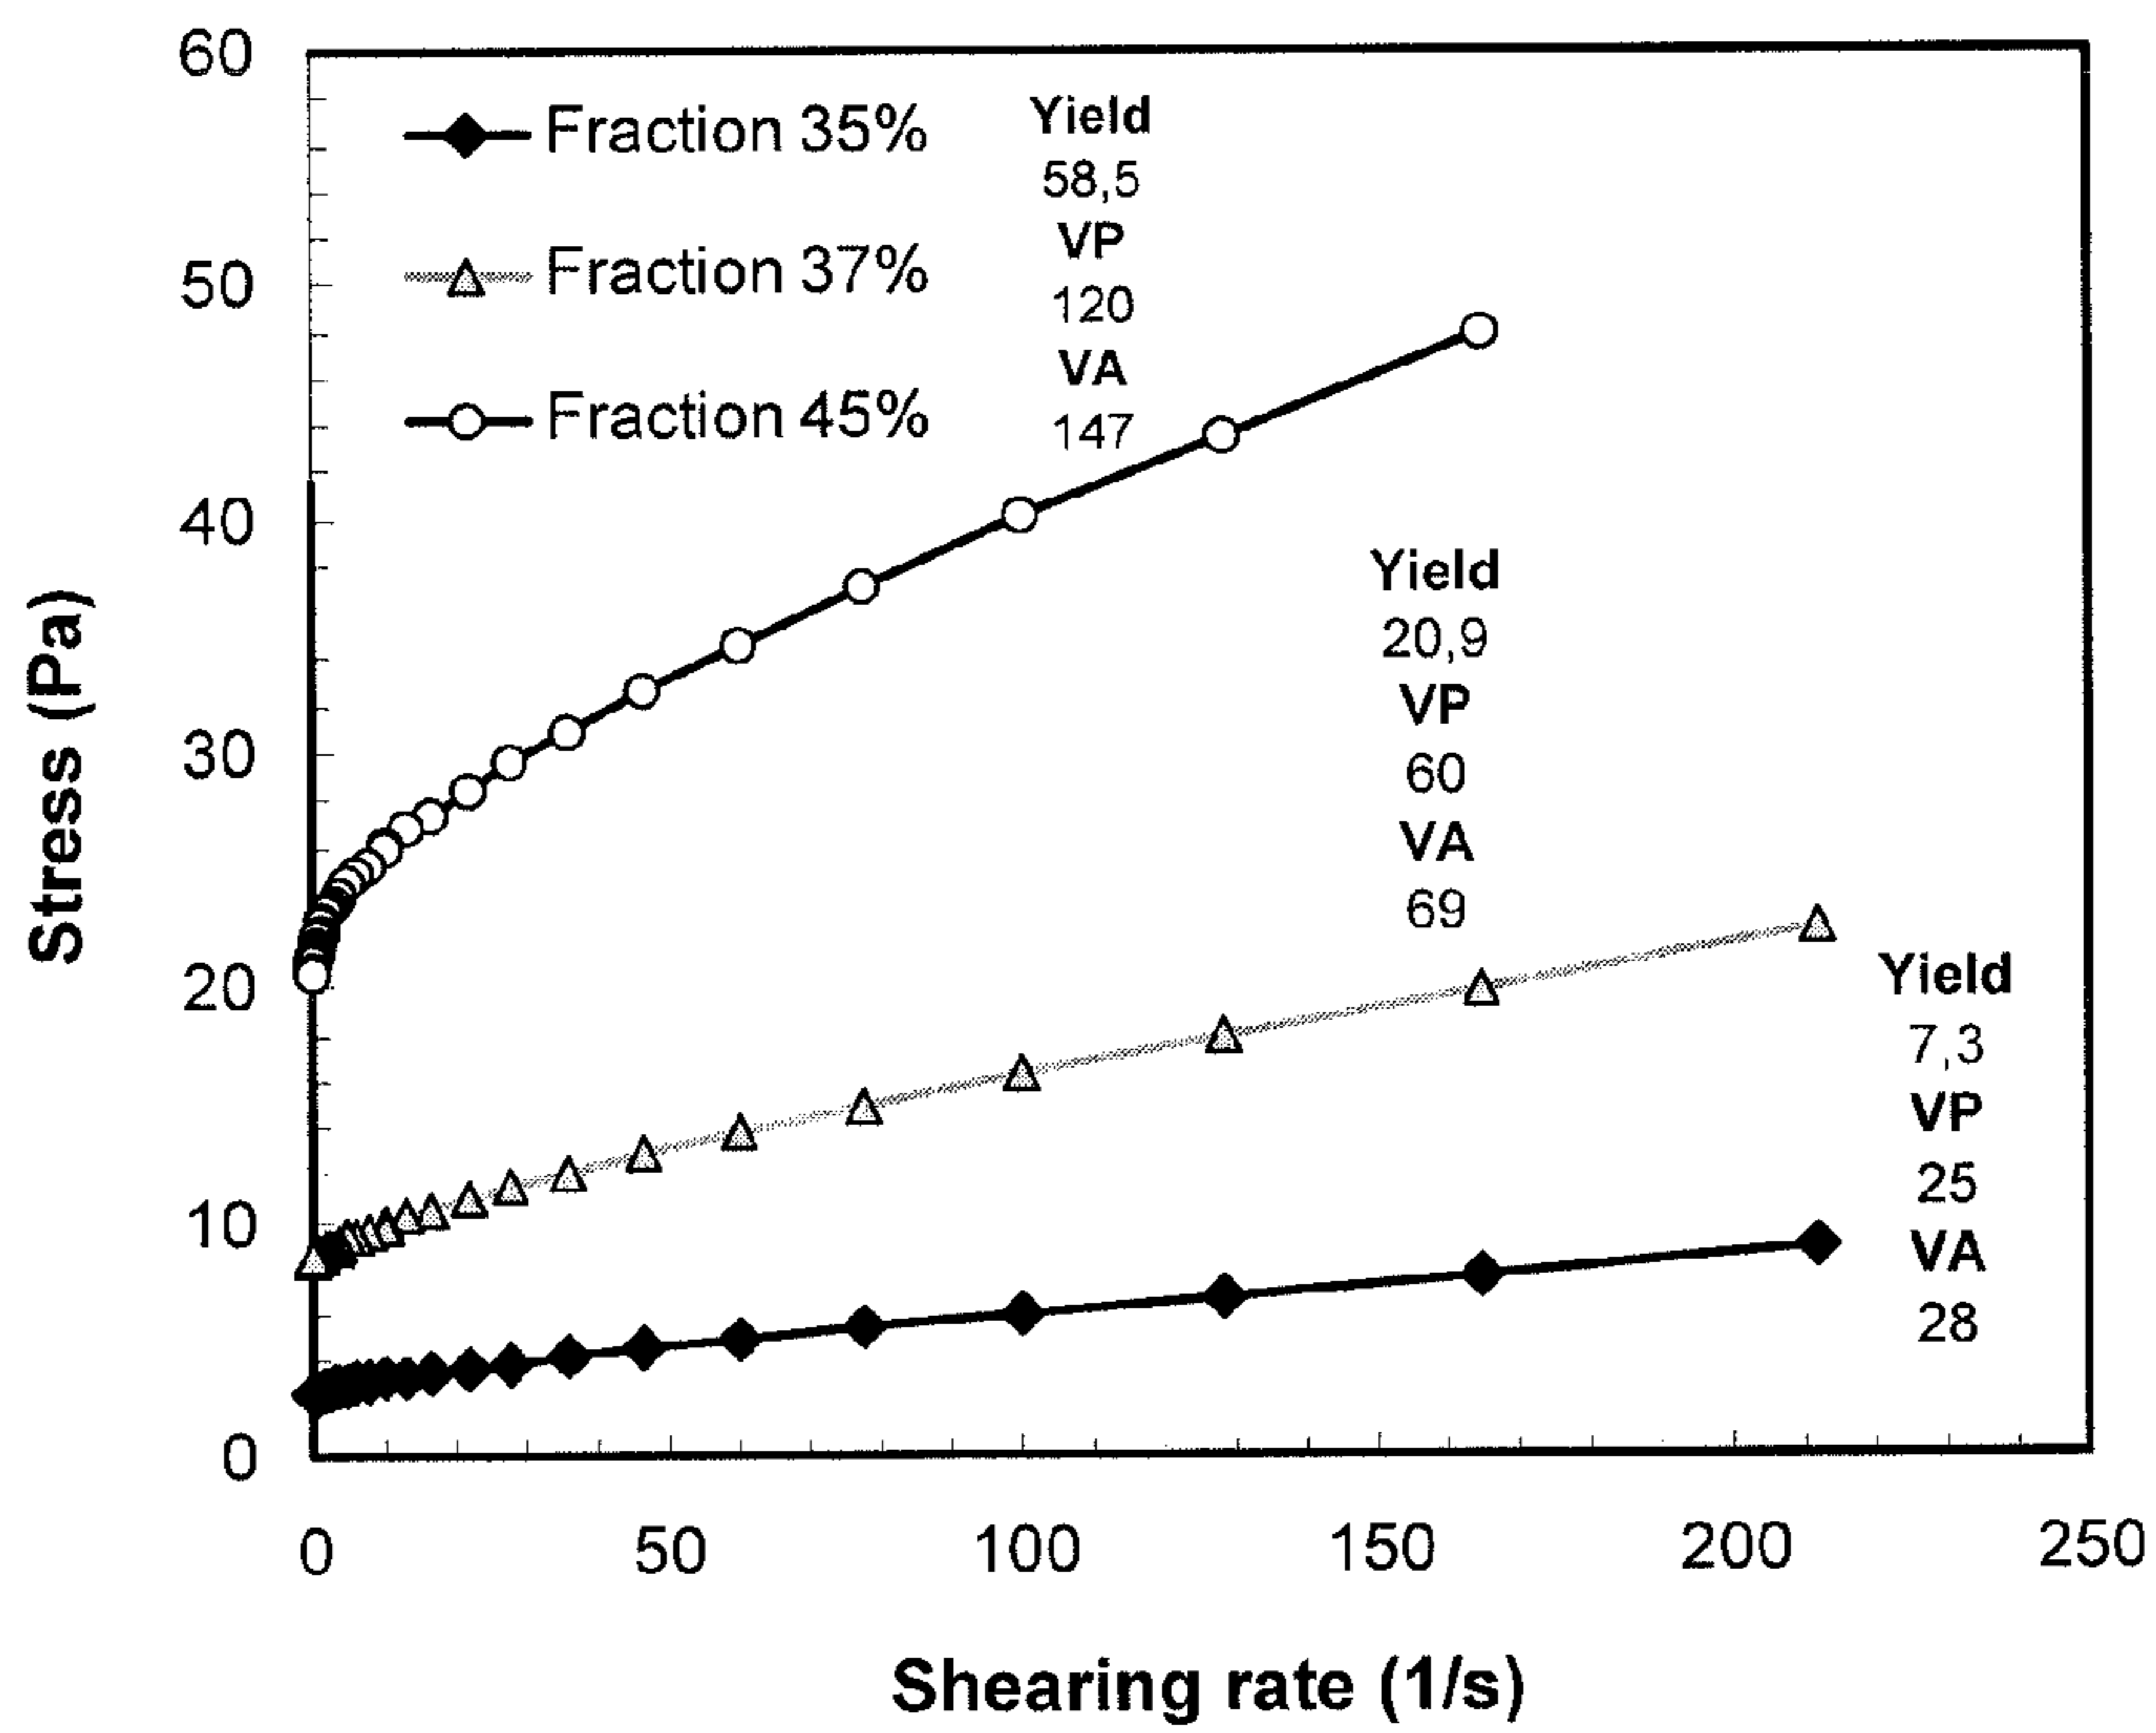 60
50
40
30
20
10
0
Stress (Pa)
Fraction 35%
Fraction 37%
Fraction 45%
Yield
58,5
VP
120
VA
147
Yield
20,9
VP
60
VA
69
Yield
7,3
VP
25
VA
28
0 50 100 150 200 250
Shearing rate (1/s)